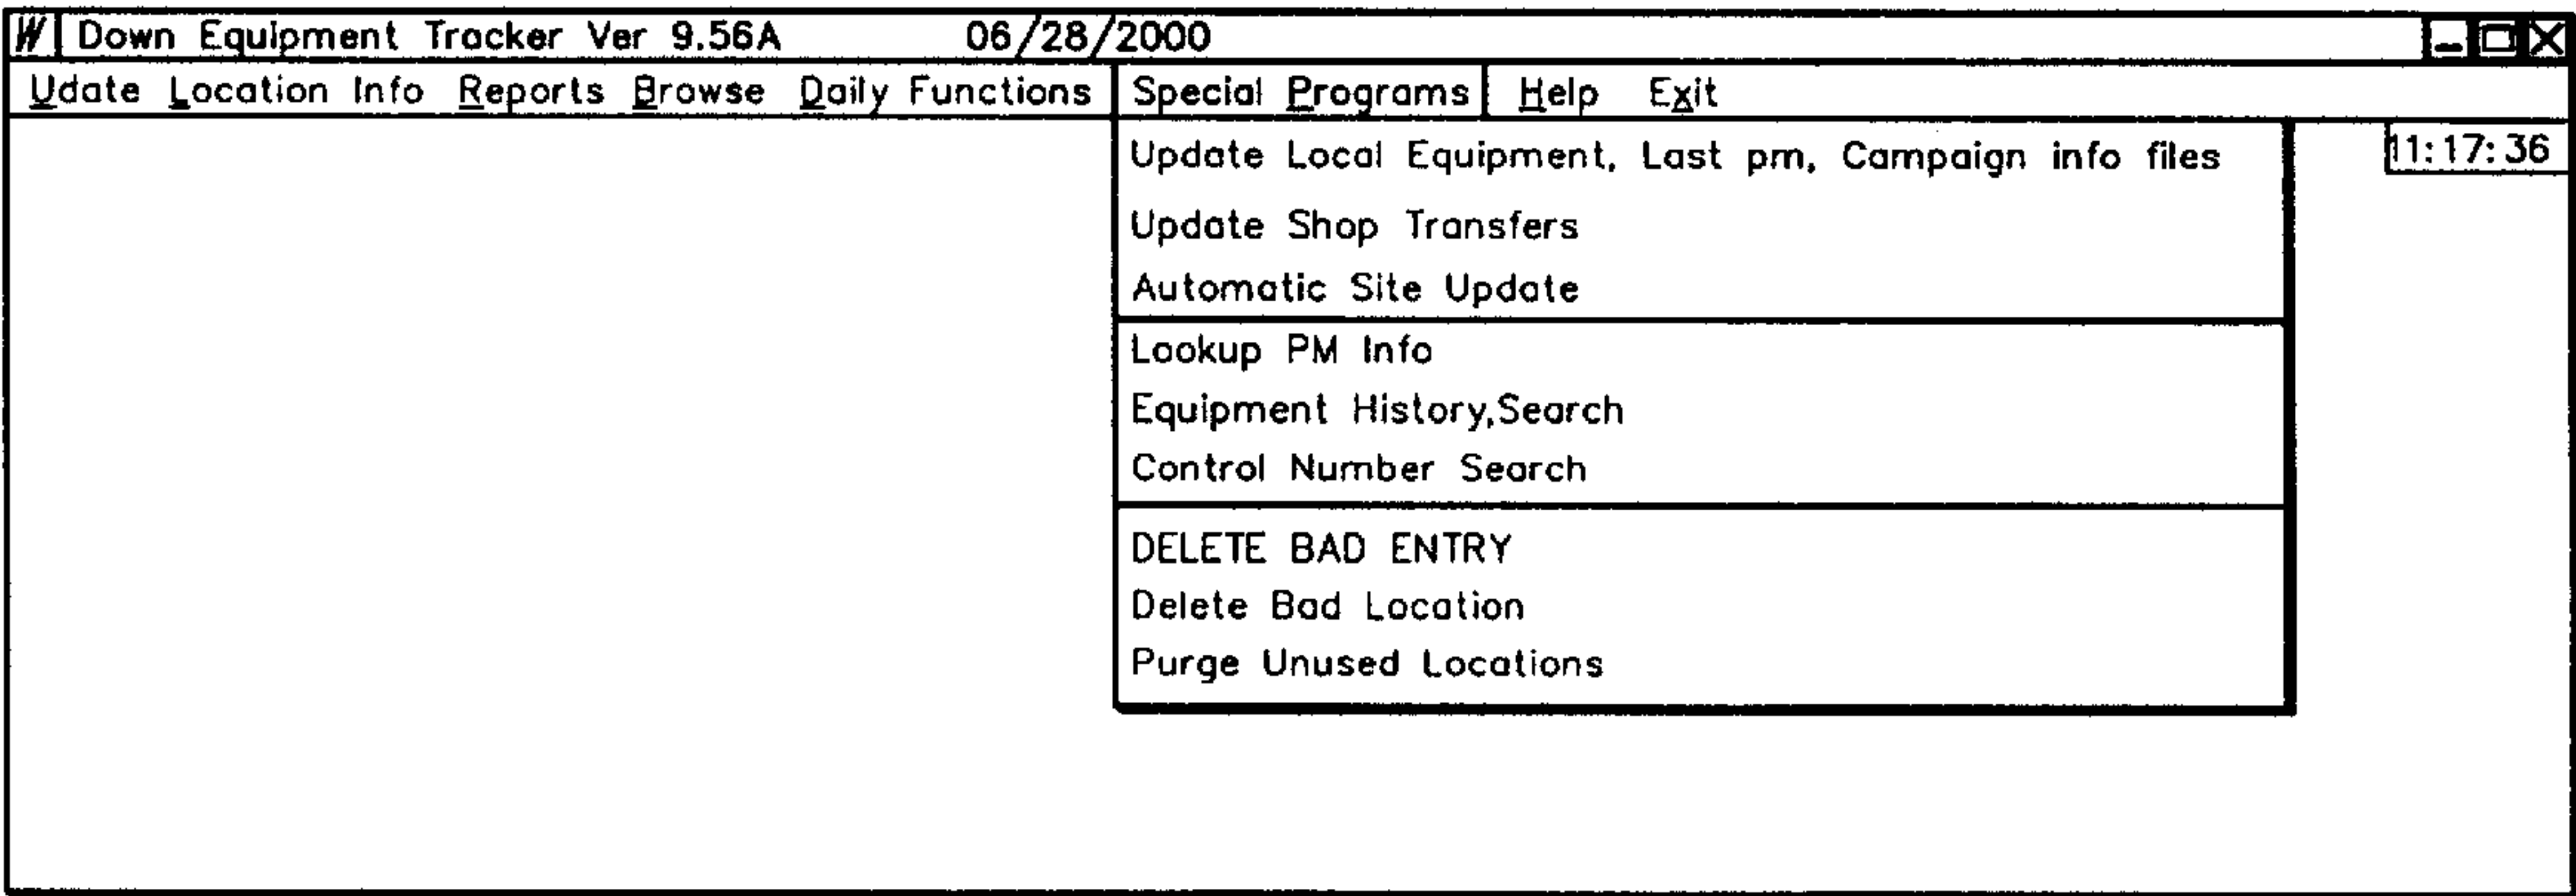 W Down Equipment Tracker Ver 9.56A 06/28/2000
Udate Location Info Reports Browse Daily Functions Special Programs Help Exit
Update Local Equipment, Last pm, Campaign info files 11:17:36
Update Shop Transfers
Automatic Site Update
Lookup PM Info
Equipment History,Search
Control Number Search
DELETE BAD ENTRY
Delete Bad Location
Purge Unused Locations